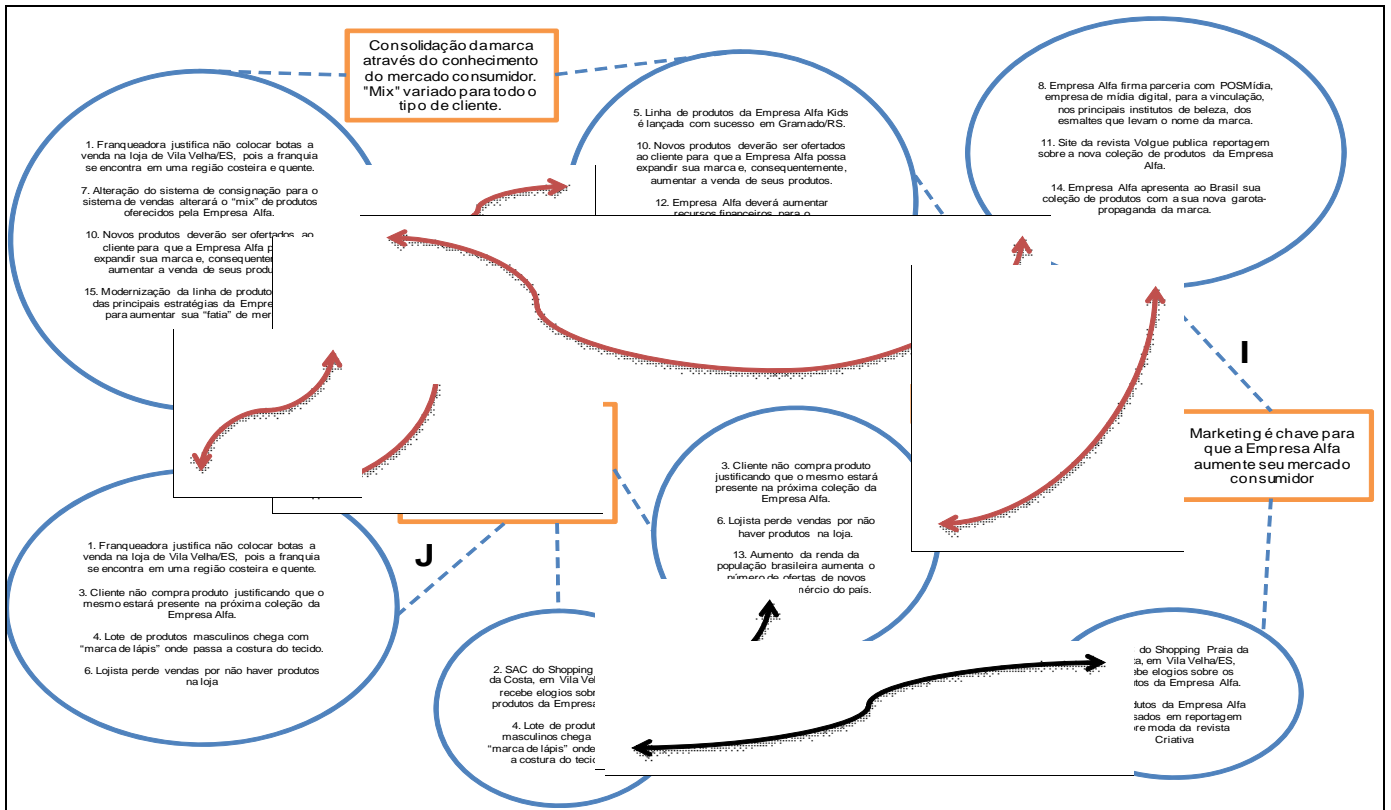 Consolidação da marca
através do conhecimento
do mercado consumidor.
"Mix" variado para todo o
tipo de cliente.
1. Franqueadora justifica não colocar botas a
venda na loja de Vila Velha/ES, pois a franquia
se encontra em uma região costeira e quente.
7. Alteração do sistema de consignação para o
sistema de vendas alterará o “mix” de produtos
oferecidos pela Empresa Alfa.
10. Novos produtos deverão ser ofertados ao
cliente para que a Empresa Alfa
expandir sua marca e,
aumentar a venda de seus
15. Modernização da linha de
das principais estratégias da
para aumentar sua “fatia” de
5. Linha de produtos da Empresa Alfa Kids
é lançada com sucesso em Gramado/RS.
10. Novos produtos deverão ser ofertados
ao cliente para que a Empresa Alfa possa
expandir sua marca e, consequentemente,
aumentar a venda de seus produtos.
12. Empresa Alfa deverá aumentar
recursos financeiros para o
8. Empresa Alfa firma parceria com POSMídia,
empresa de mídia digital, para a vinculação,
nos principais institutos de beleza, dos
esmaltes que levam o nome da marca.
11. Site da revista Volgue publica reportagem
sobre a nova coleção de produtos da Empresa
Alfa.
14. Empresa Alfa apresenta ao Brasil sua
coleção de produtos com a sua nova garota-
propaganda da marca.
I
Marketing é chave para
que a Empresa Alfa
aumente seu mercado
consumidor
3. Cliente não compra produto
justificando que o mesmo estará
presente na próxima coleção da
Empresa Alfa.
6. Lojista perde vendas por não
haver produtos na loja.
13. Aumento da renda da
população brasileira aumenta o
número de ofertas de novos
do país.
J
1. Franqueadora justifica não colocar botas a
venda na loja de Vila Velha/ES, pois a franquia
se encontra em uma região costeira e quente.
3. Cliente não compra produto justificando que o
mesmo estará presente na próxima coleção da
Empresa Alfa.
4. Lote de produtos masculinos chega com
“marca de lápis” onde passa a costura do tecido.
6. Lojista perde vendas por não haver produtos
na loja
2. SAC do Shopping
da Costa, em Vila
recebe elogios
produtos da
4. Lote de
masculinos chega
“marca de lápis” onde
a costura do
do Shopping Praia da
em Vila Velha/ES,
elogios sobre os
da Empresa Alfa.
da Empresa Alfa
em reportagem
moda da revista
Criativa